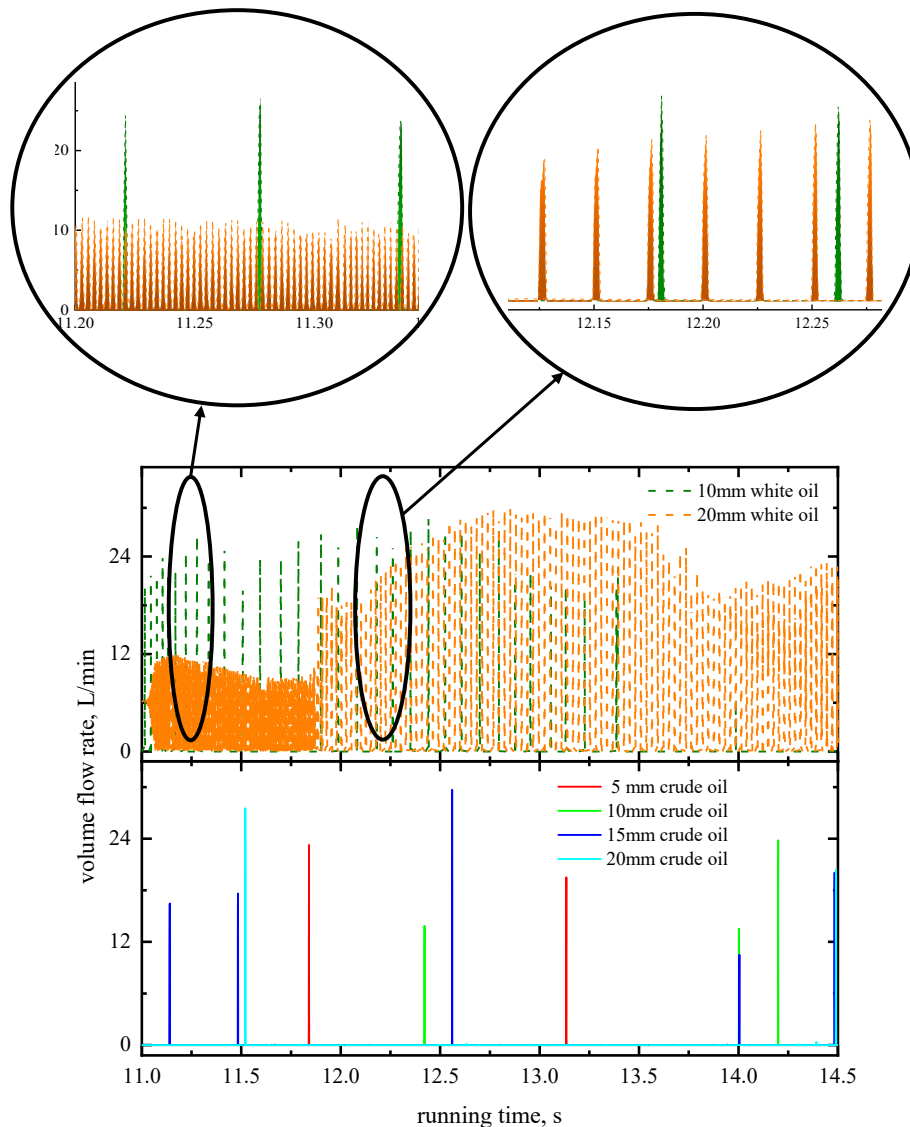 20
10
0
11.20 11.25 11.30
12.15 12.20 12.25
10mm white oil
20mm white oil
24
12
0
volume flow rate, L/min
5 mm crude oil
10mm crude oil
15mm crude oil
20mm crude oil
24
12
0
11.0 11.5 12.0 12.5 13.0 13.5 14.0 14.5
running time, s